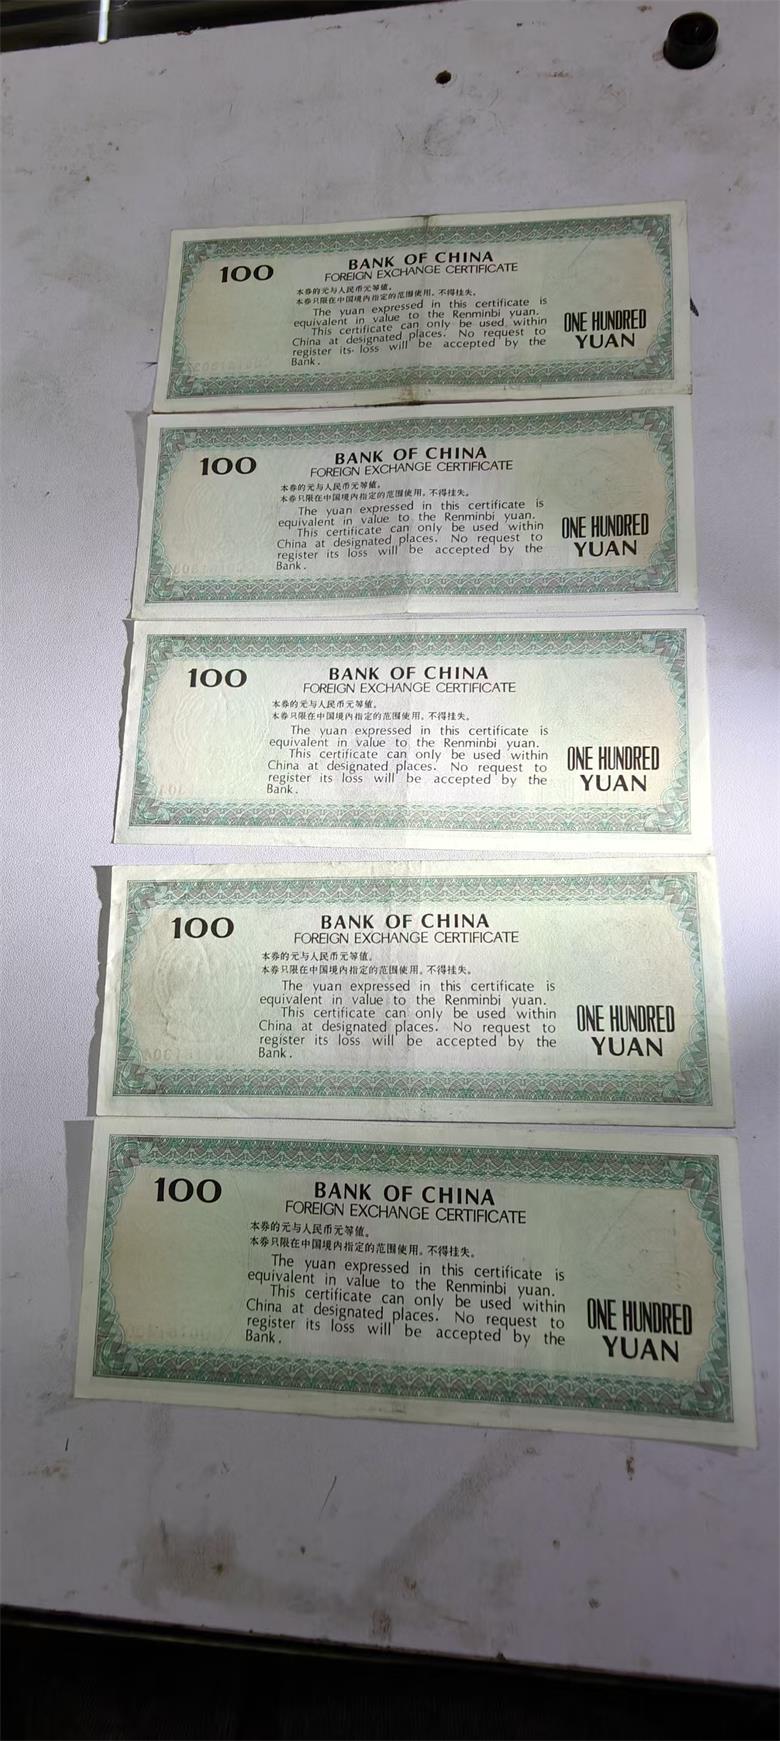 100
BANK OF CHINA
FOREIGN EXCHANGE CERTIFICATE
本券的元与人民币元等值。
本券只限在中国境内指定的范围使用，不得挂失。
The yuan expressed in this certificate is
equivalent in value to the Renminbi yuan.
This certificate can only be used within
China at designated places. No request to
register its loss will be accepted by the
Bank.
ONE HUNDRED
YUAN
100
BANK OF CHINA
FOREIGN EXCHANGE CERTIFICATE
本券的元与人民币元等值。
本券只限在中国境内指定的范围使用，不得挂失。
The yuan expressed in this certificate is
equivalent in value to the Renminbi yuan.
This certificate can only be used within
China at designated places. No request to
register its loss will be accepted by the
Bank.
ONE HUNDRED
YUAN
100
BANK OF CHINA
FOREIGN EXCHANGE CERTIFICATE
本券的元与人民币元等值。
本券只限在中国境内指定的范围使用，不得挂失。
The yuan expressed in this certificate is
equivalent in value to the Renminbi yuan.
This certificate can only be used within
China at designated places. No request to
register its loss will be accepted by the
Bank.
ONE HUNDRED
YUAN
100
BANK OF CHINA
FOREIGN EXCHANGE CERTIFICATE
本券的元与人民币元等值。
本券只限在中国境内指定的范围使用，不得挂失。
The yuan expressed in this certificate is
equivalent in value to the Renminbi yuan.
This certificate can only be used within
China at designated places. No request to
register its loss will be accepted by the
Bank.
ONE HUNDRED
YUAN
100
BANK OF CHINA
FOREIGN EXCHANGE CERTIFICATE
本券的元与人民币元等值。
本券只限在中国境内指定的范围使用，不得挂失。
The yuan expressed in this certificate is
equivalent in value to the Renminbi yuan.
This certificate can only be used within
China at designated places. No request to
register its loss will be accepted by the
Bank.
ONE HUNDRED
YUAN